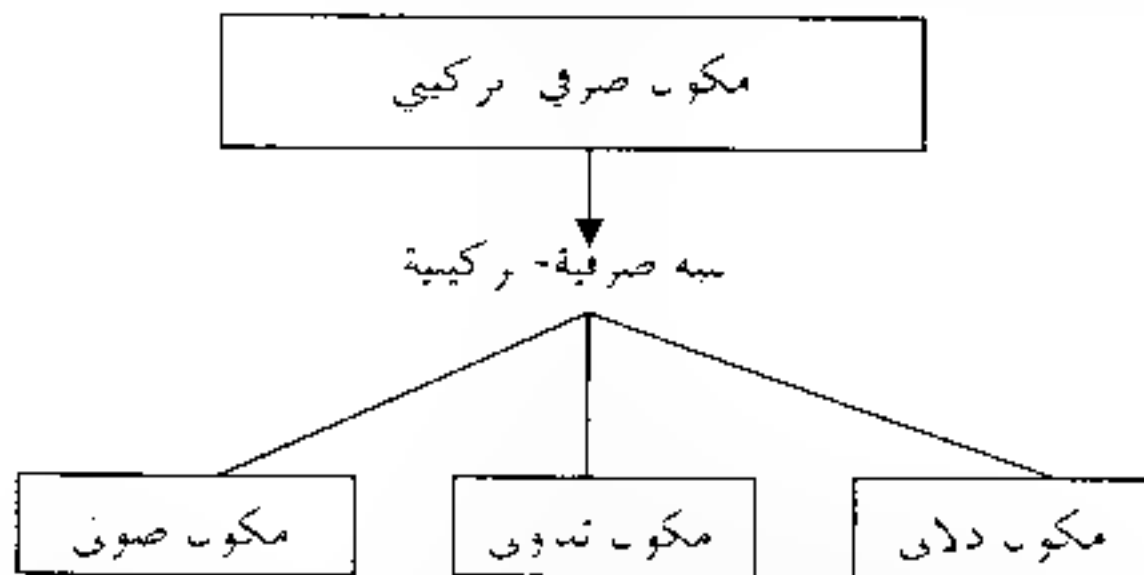 مكون صرفي تركيبي
بنية صرفية- تركيبية
مكون دلالي
مكون تداولي
مكون صوتي